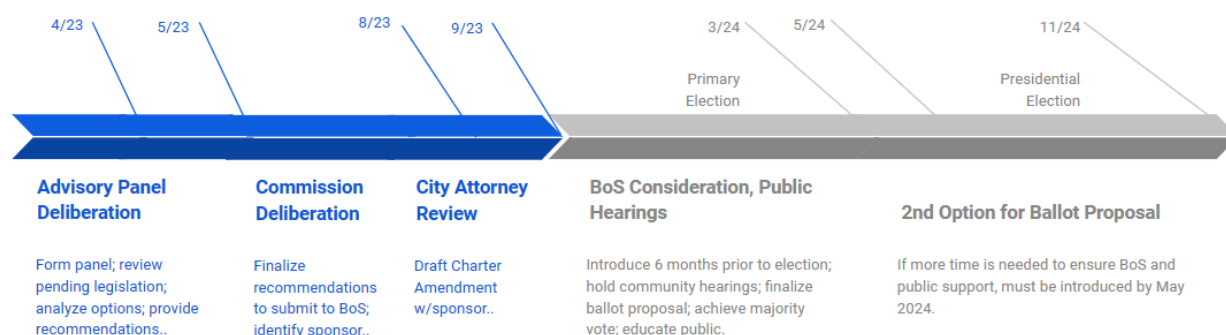 4/23
5/23
8/23
9/23
3/24
5/24
11/24
Primary
Election
Presidential
Election
Advisory Panel
Deliberation
Form panel; review
pending legislation;
analyze options; provide
recommendations..
Commission
Deliberation
Finalize
recommendations
to submit to BoS;
identify sponsor..
City Attorney
Review
Draft Charter
Amendment
w/sponsor..
BoS Consideration, Public
Hearings
Introduce 6 months prior to election;
hold community hearings; finalize
ballot proposal; achieve majority
vote; educate public.
2nd Option for Ballot Proposal
If more time is needed to ensure BoS and
public support, must be introduced by May
2024.